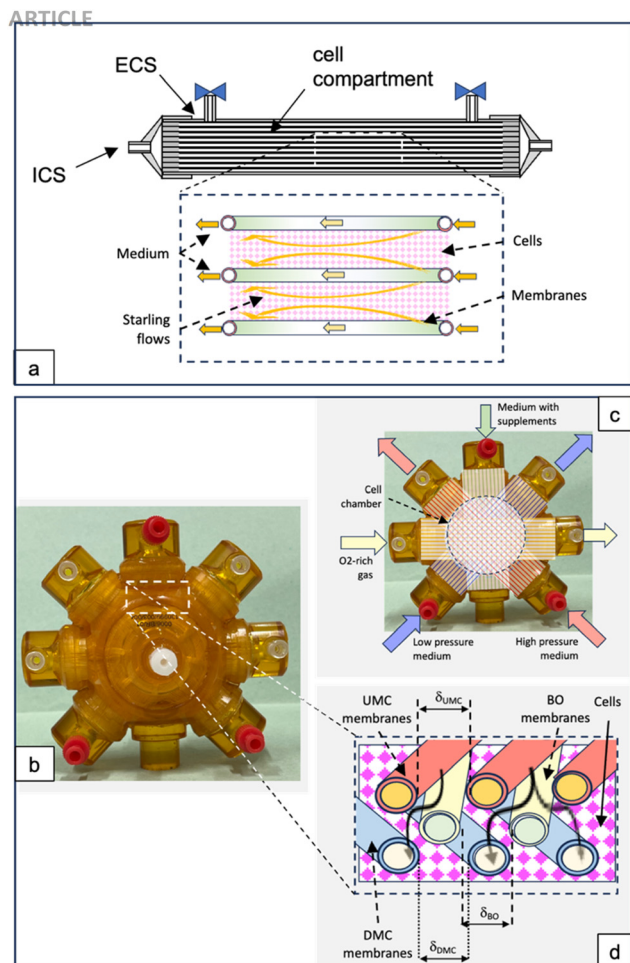 ARTICLE
ECS
cell
compartment
ICS
Medium
Cells
Membranes
Starling
flows
a
Medium with
supplements
c
Cell
chamber
O2-rich
gas
Low pressure
medium
High pressure
medium
b
UMC
membranes
δUMC
BO
membranes
Cells
DMC
membranes
δBO
δDMC
d